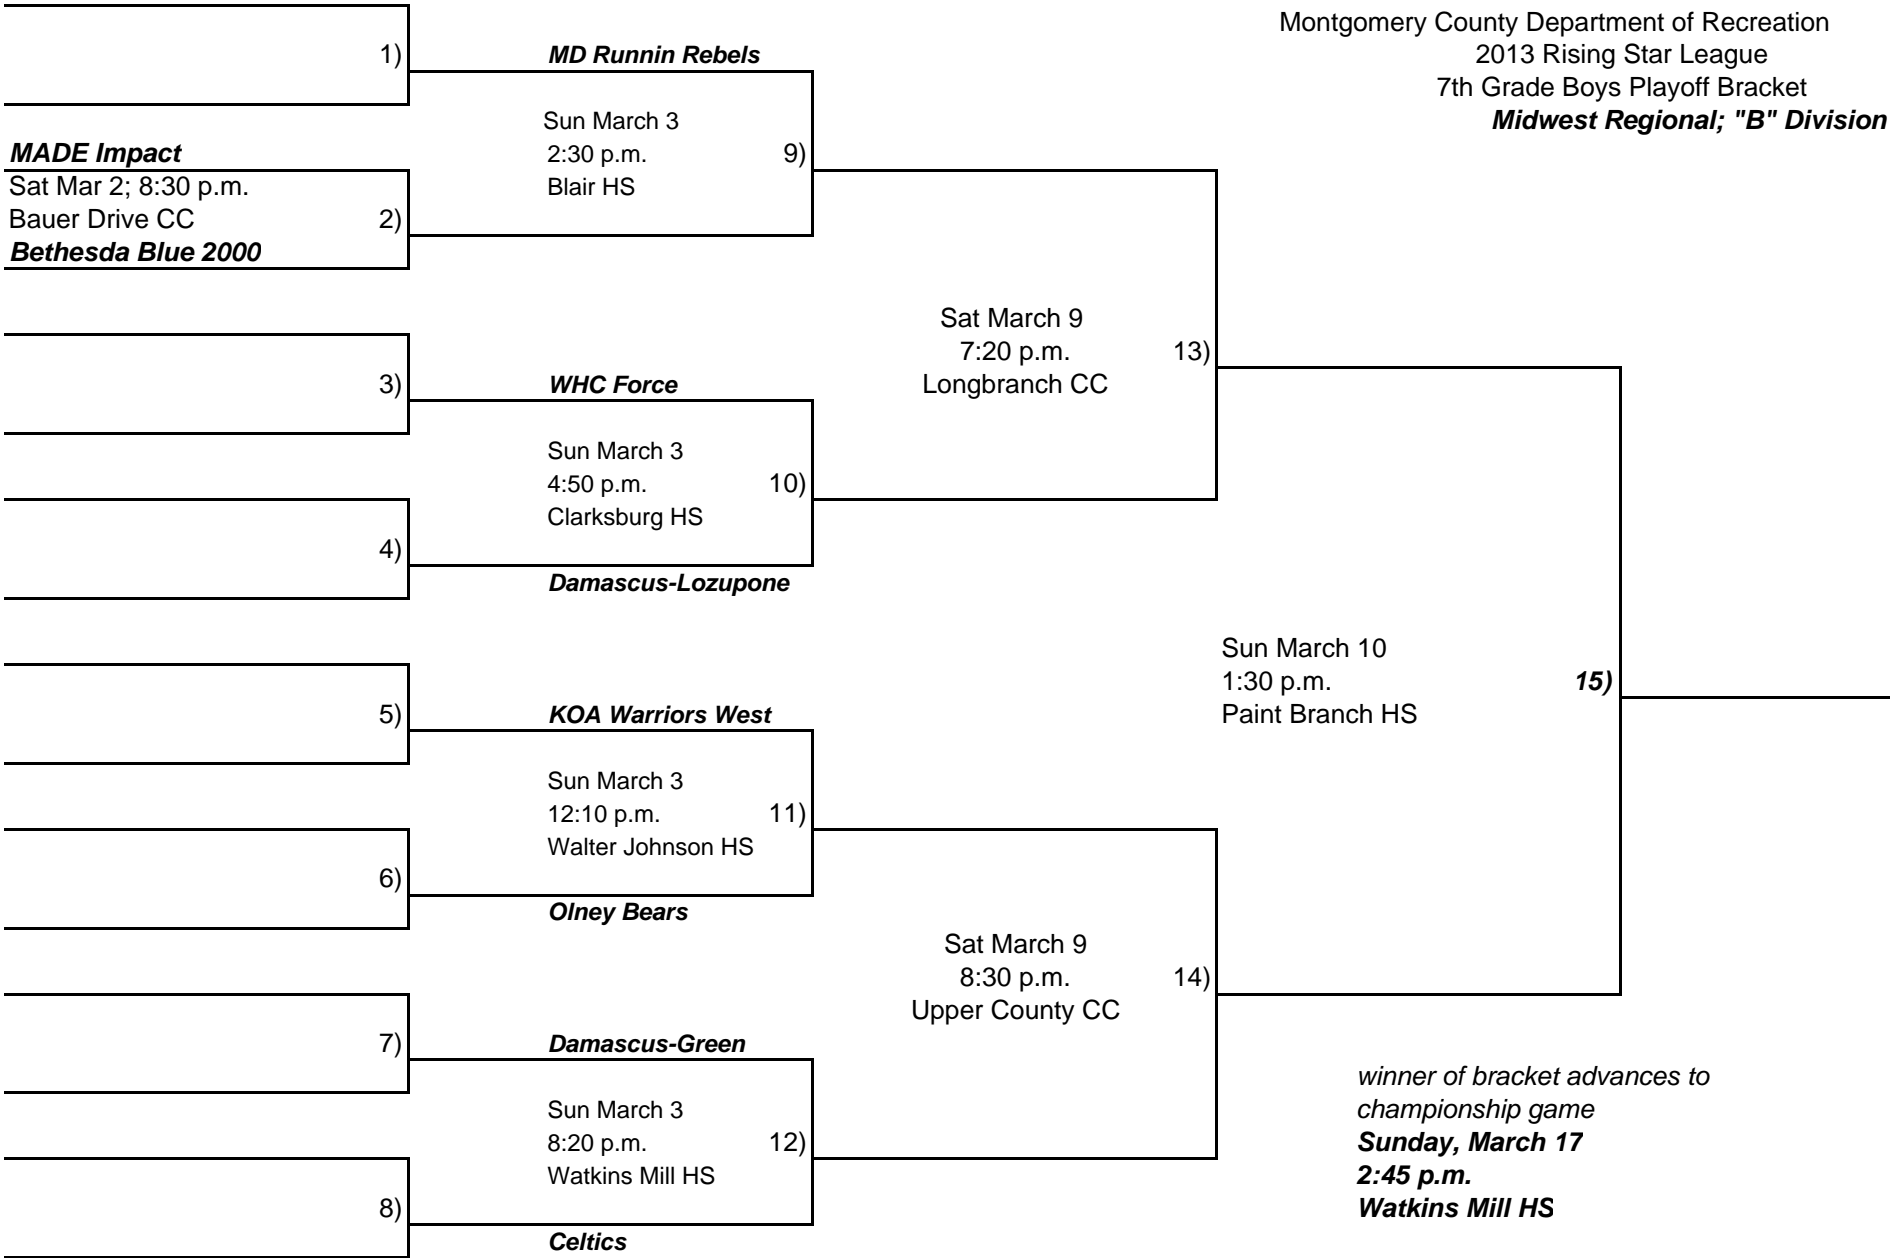 Montgomery County Department of Recreation
2013 Rising Star League
7th Grade Boys Playoff Bracket
Midwest Regional; "B" Division
1)
MADE Impact
Sat Mar 2; 8:30 p.m.
Bauer Drive CC
2)
Bethesda Blue 2000
3)
4)
5)
6)
7)
8)
MD Runnin Rebels
Sun March 3
2:30 p.m.
9)
Blair HS
WHC Force
Sun March 3
4:50 p.m.
10)
Clarksburg HS
Damascus-Lozupone
KOA Warriors West
Sun March 3
12:10 p.m.
11)
Walter Johnson HS
Olney Bears
Damascus-Green
Sun March 3
8:20 p.m.
12)
Watkins Mill HS
Celtics
Sat March 9
7:20 p.m.
13)
Longbranch CC
Sat March 9
8:30 p.m.
14)
Upper County CC
Sun March 10
1:30 p.m.
15)
Paint Branch HS
winner of bracket advances to
championship game
Sunday, March 17
2:45 p.m.
Watkins Mill HS